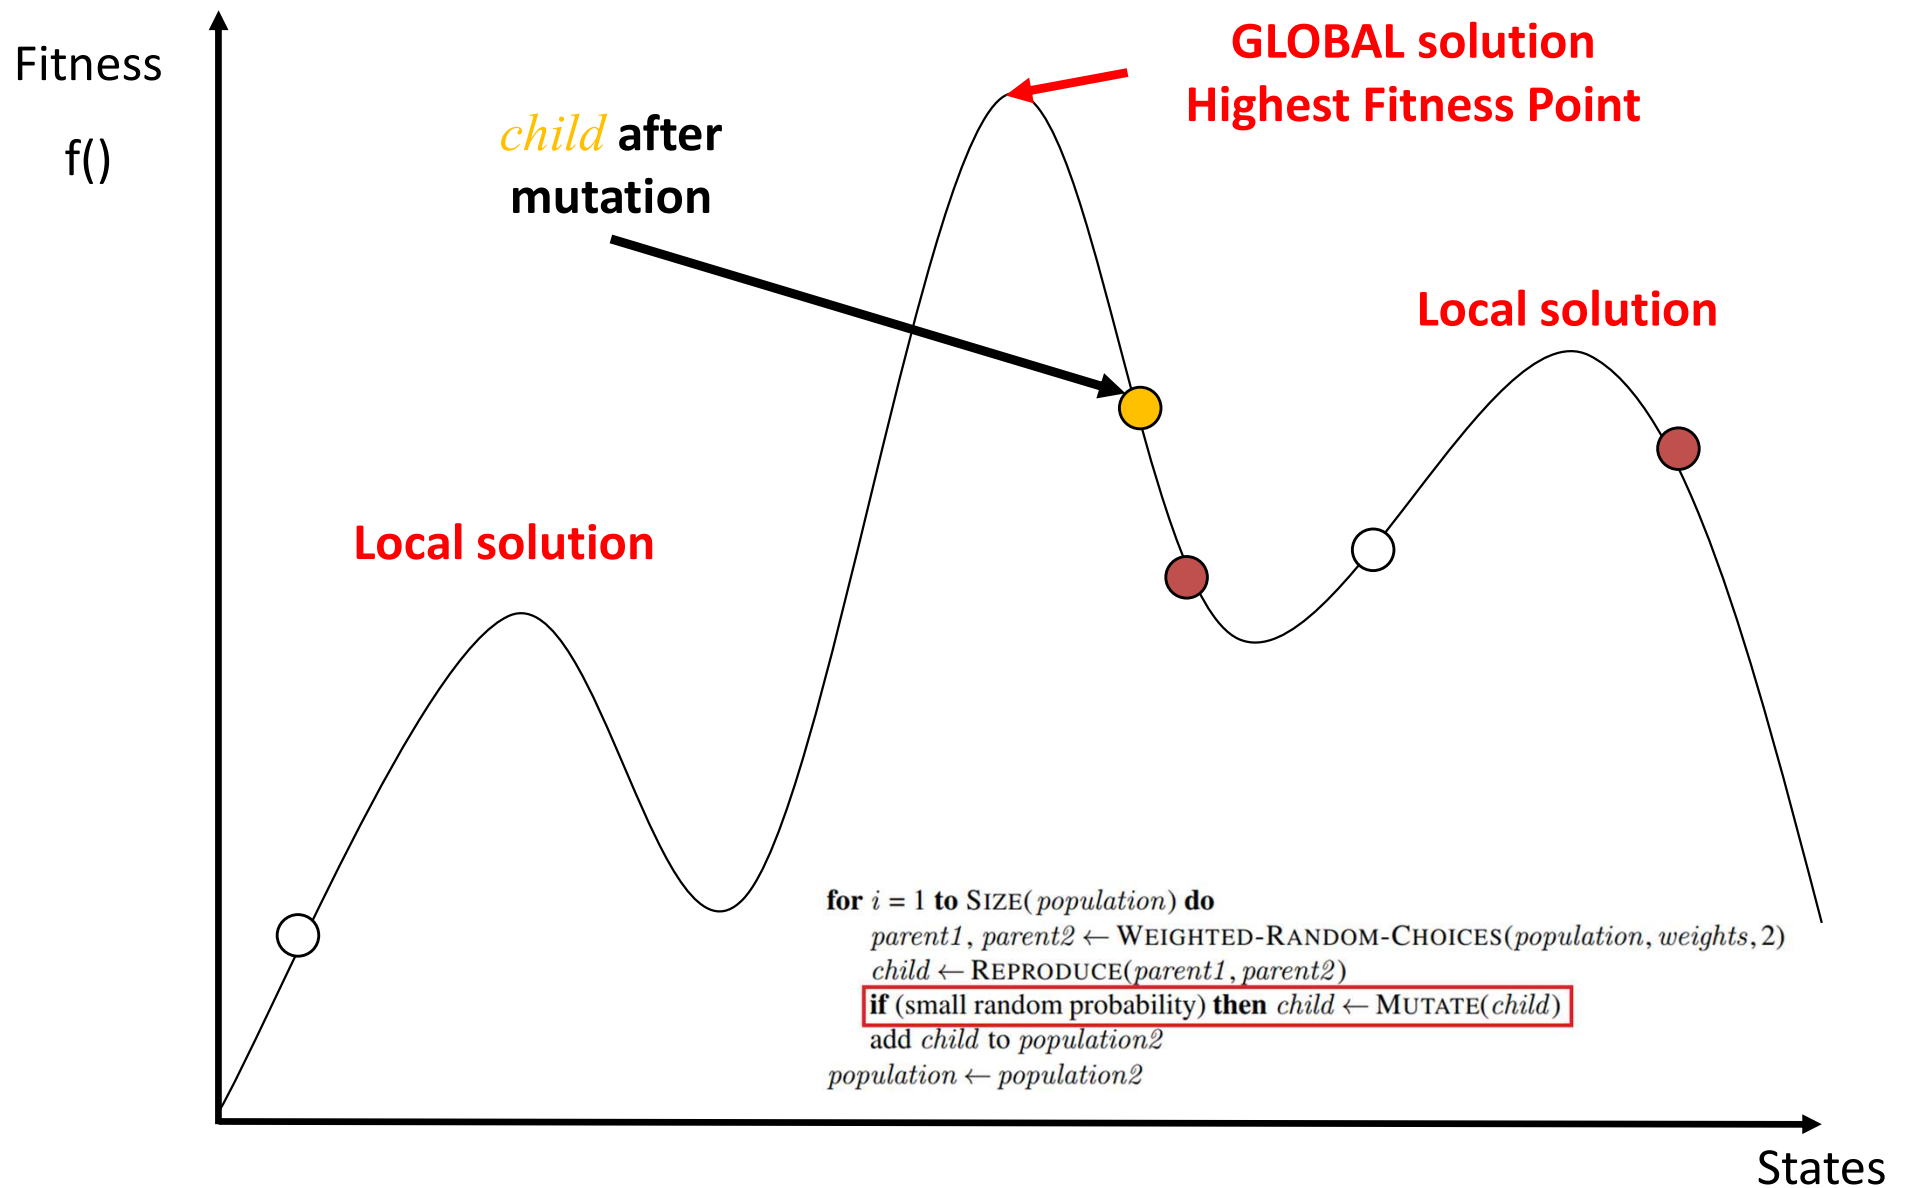 Fitness
f()
child after
mutation
GLOBAL solution
Highest Fitness Point
Local solution
Local solution
for i = 1 to SIZE(population) do
parent1, parent2 ← WEIGHTED-RANDOM-CHOICES(population, weights, 2)
child ← REPRODUCE(parent1, parent2)
if (small random probability) then child ← MUTATE(child)
add child to population2
population ← population2
States